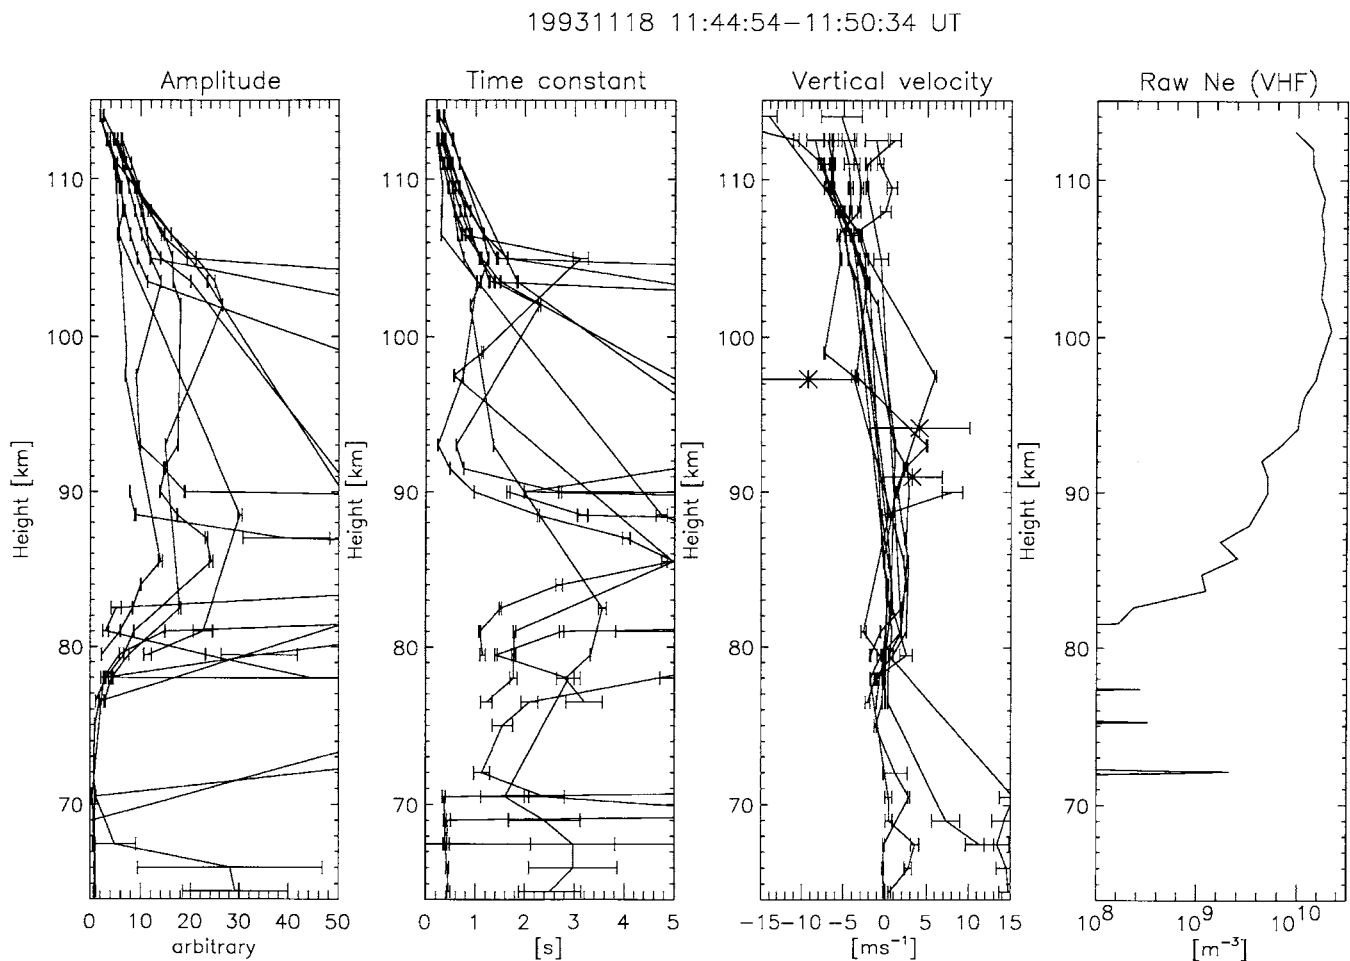 19931118 11:44:54-11:50:34 UT
Amplitude
Time constant
Vertical velocity
Raw Ne (VHF)
110
100
90
80
70
Height [km]
0 10 20 30 40 50
arbitrary
110
100
90
80
70
Height [km]
0 1 2 3 4 5
[s]
110
100
90
80
70
Height [km]
-15-10 -5 0 5 10 15
[ms⁻¹]
110
100
90
80
70
10⁸ 10⁹ 10¹⁰
[m⁻³]